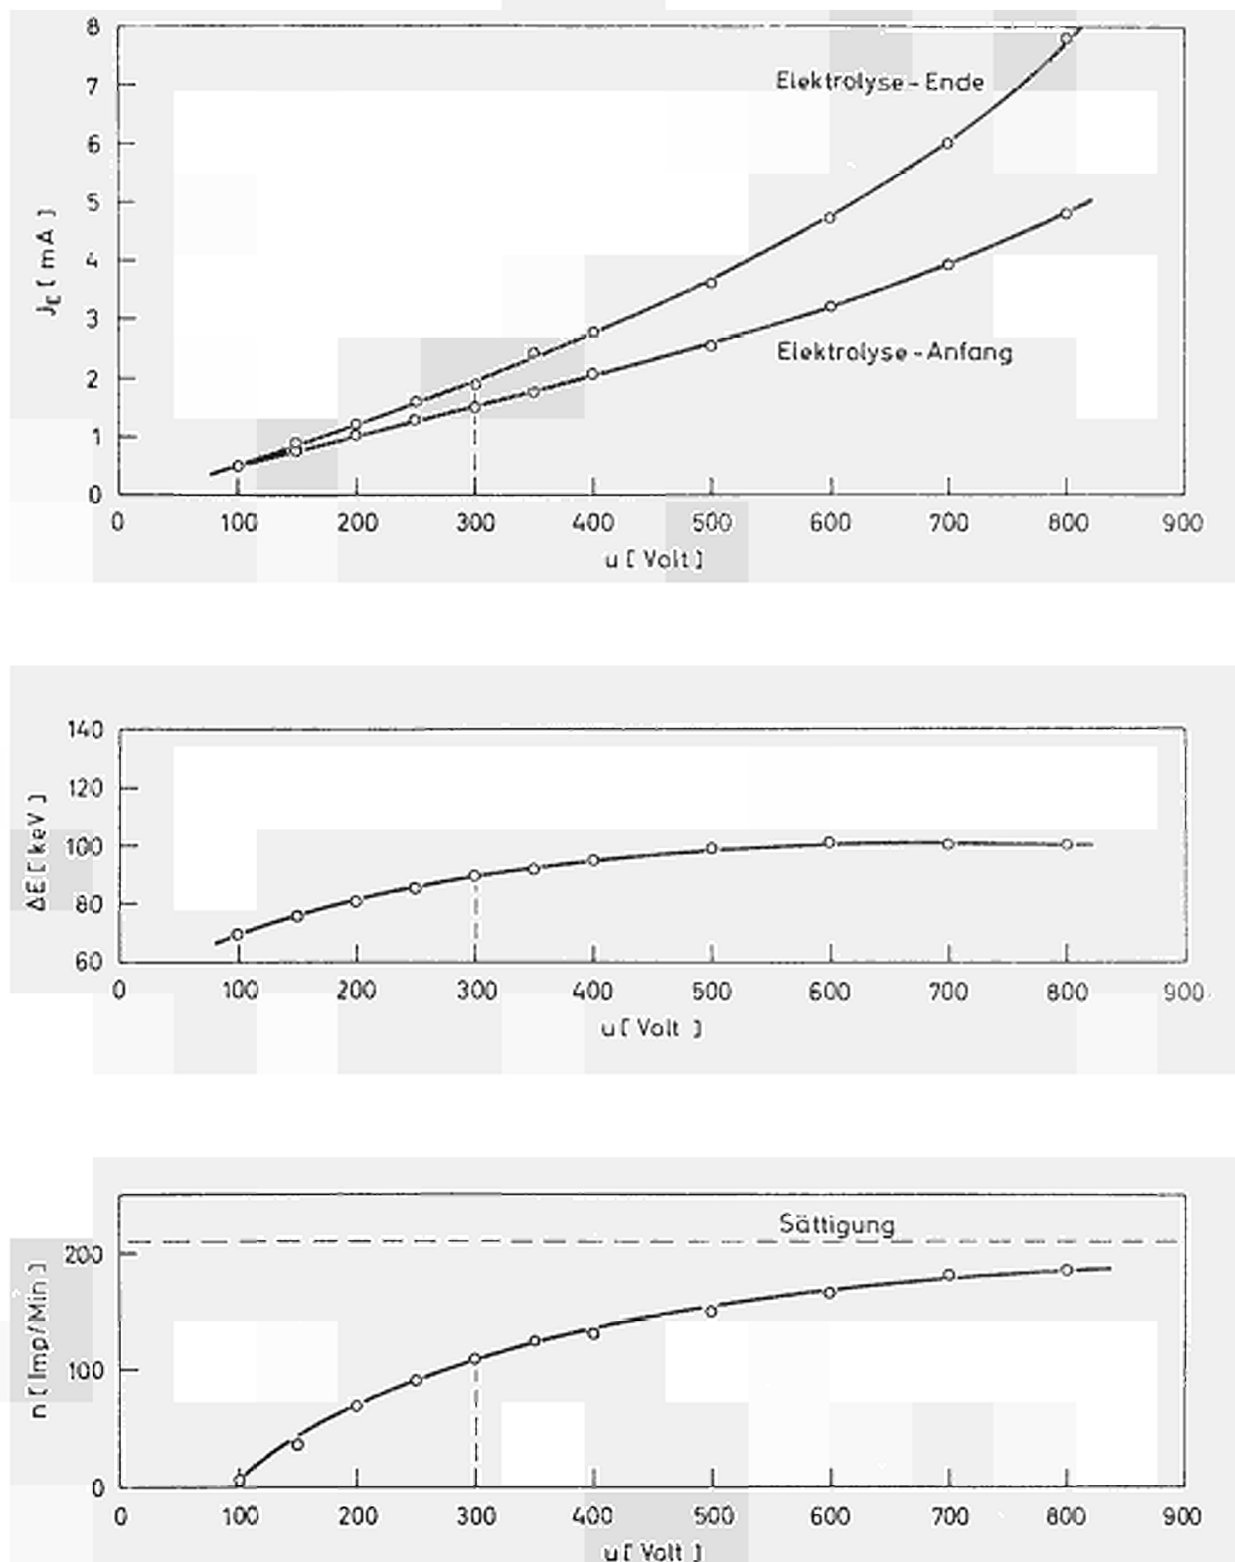 8
7
6
5
4
3
2
1
0
J_E [ mA ]
Elektrolyse - Ende
Elektrolyse - Anfang
0 100 200 300 400 500 600 700 800 900
u [ Volt ]
140
120
100
80
60
ΔE [ keV ]
0 100 200 300 400 500 600 700 800 900
u [ Volt ]
Sättigung
200
100
0
n [ Imp/Min ]
0 100 200 300 400 500 600 700 800 900
u [ Volt ]